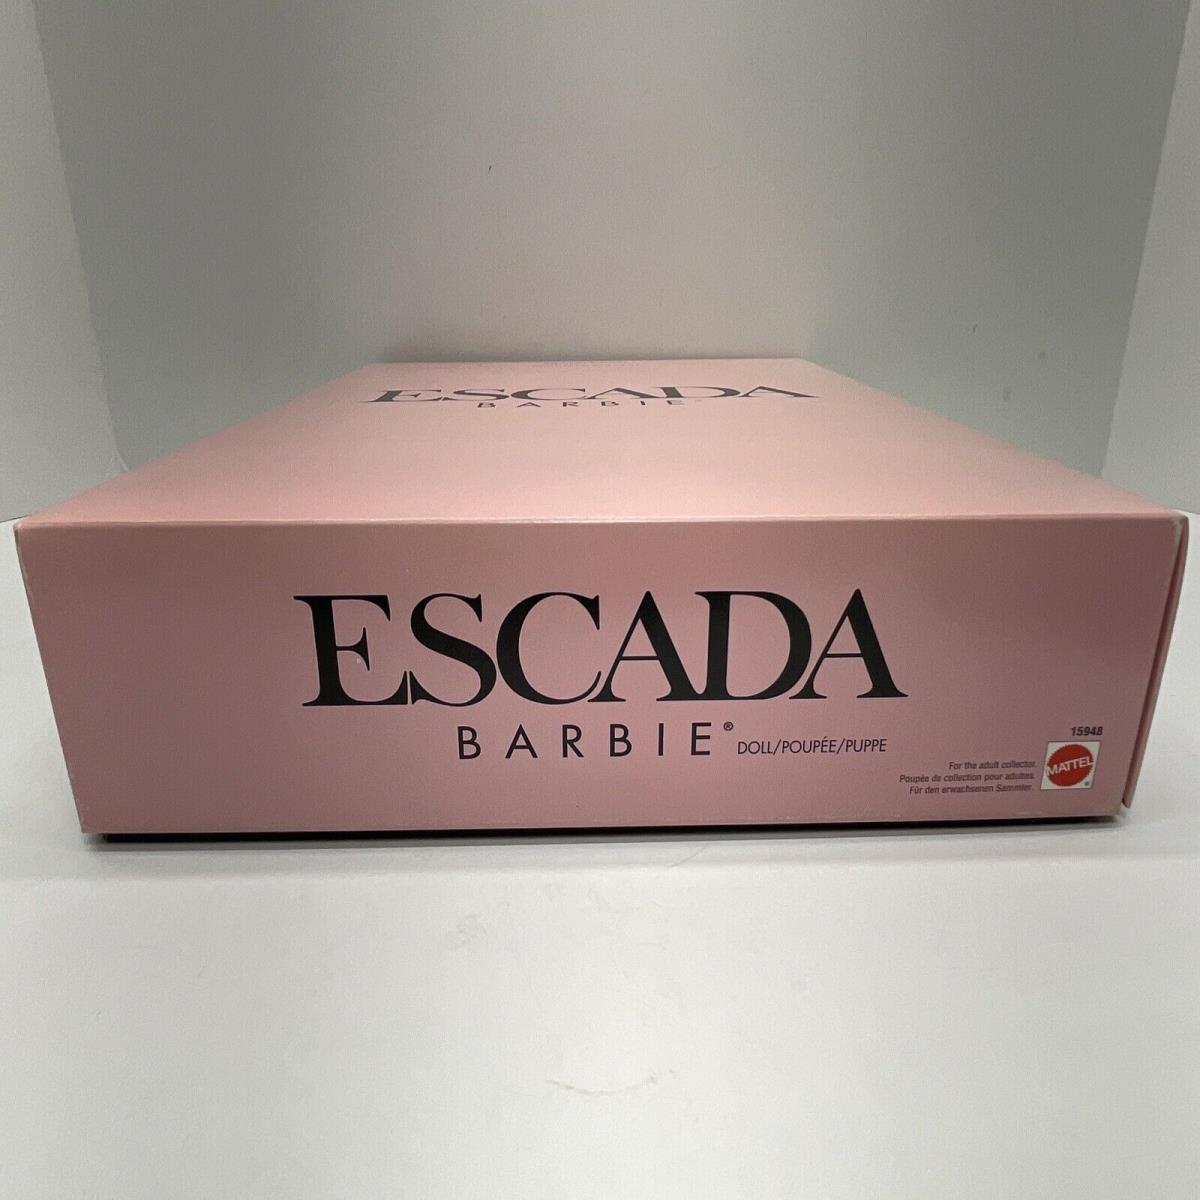 ESCADA
BARBIE
ESCADA
BARBIE® DOLL/POUPÉE/PUPPE
15948
For the adult collector.
Poupée de collection pour adultes.
Für den erwachsenen Sammler.
MATTEL
®